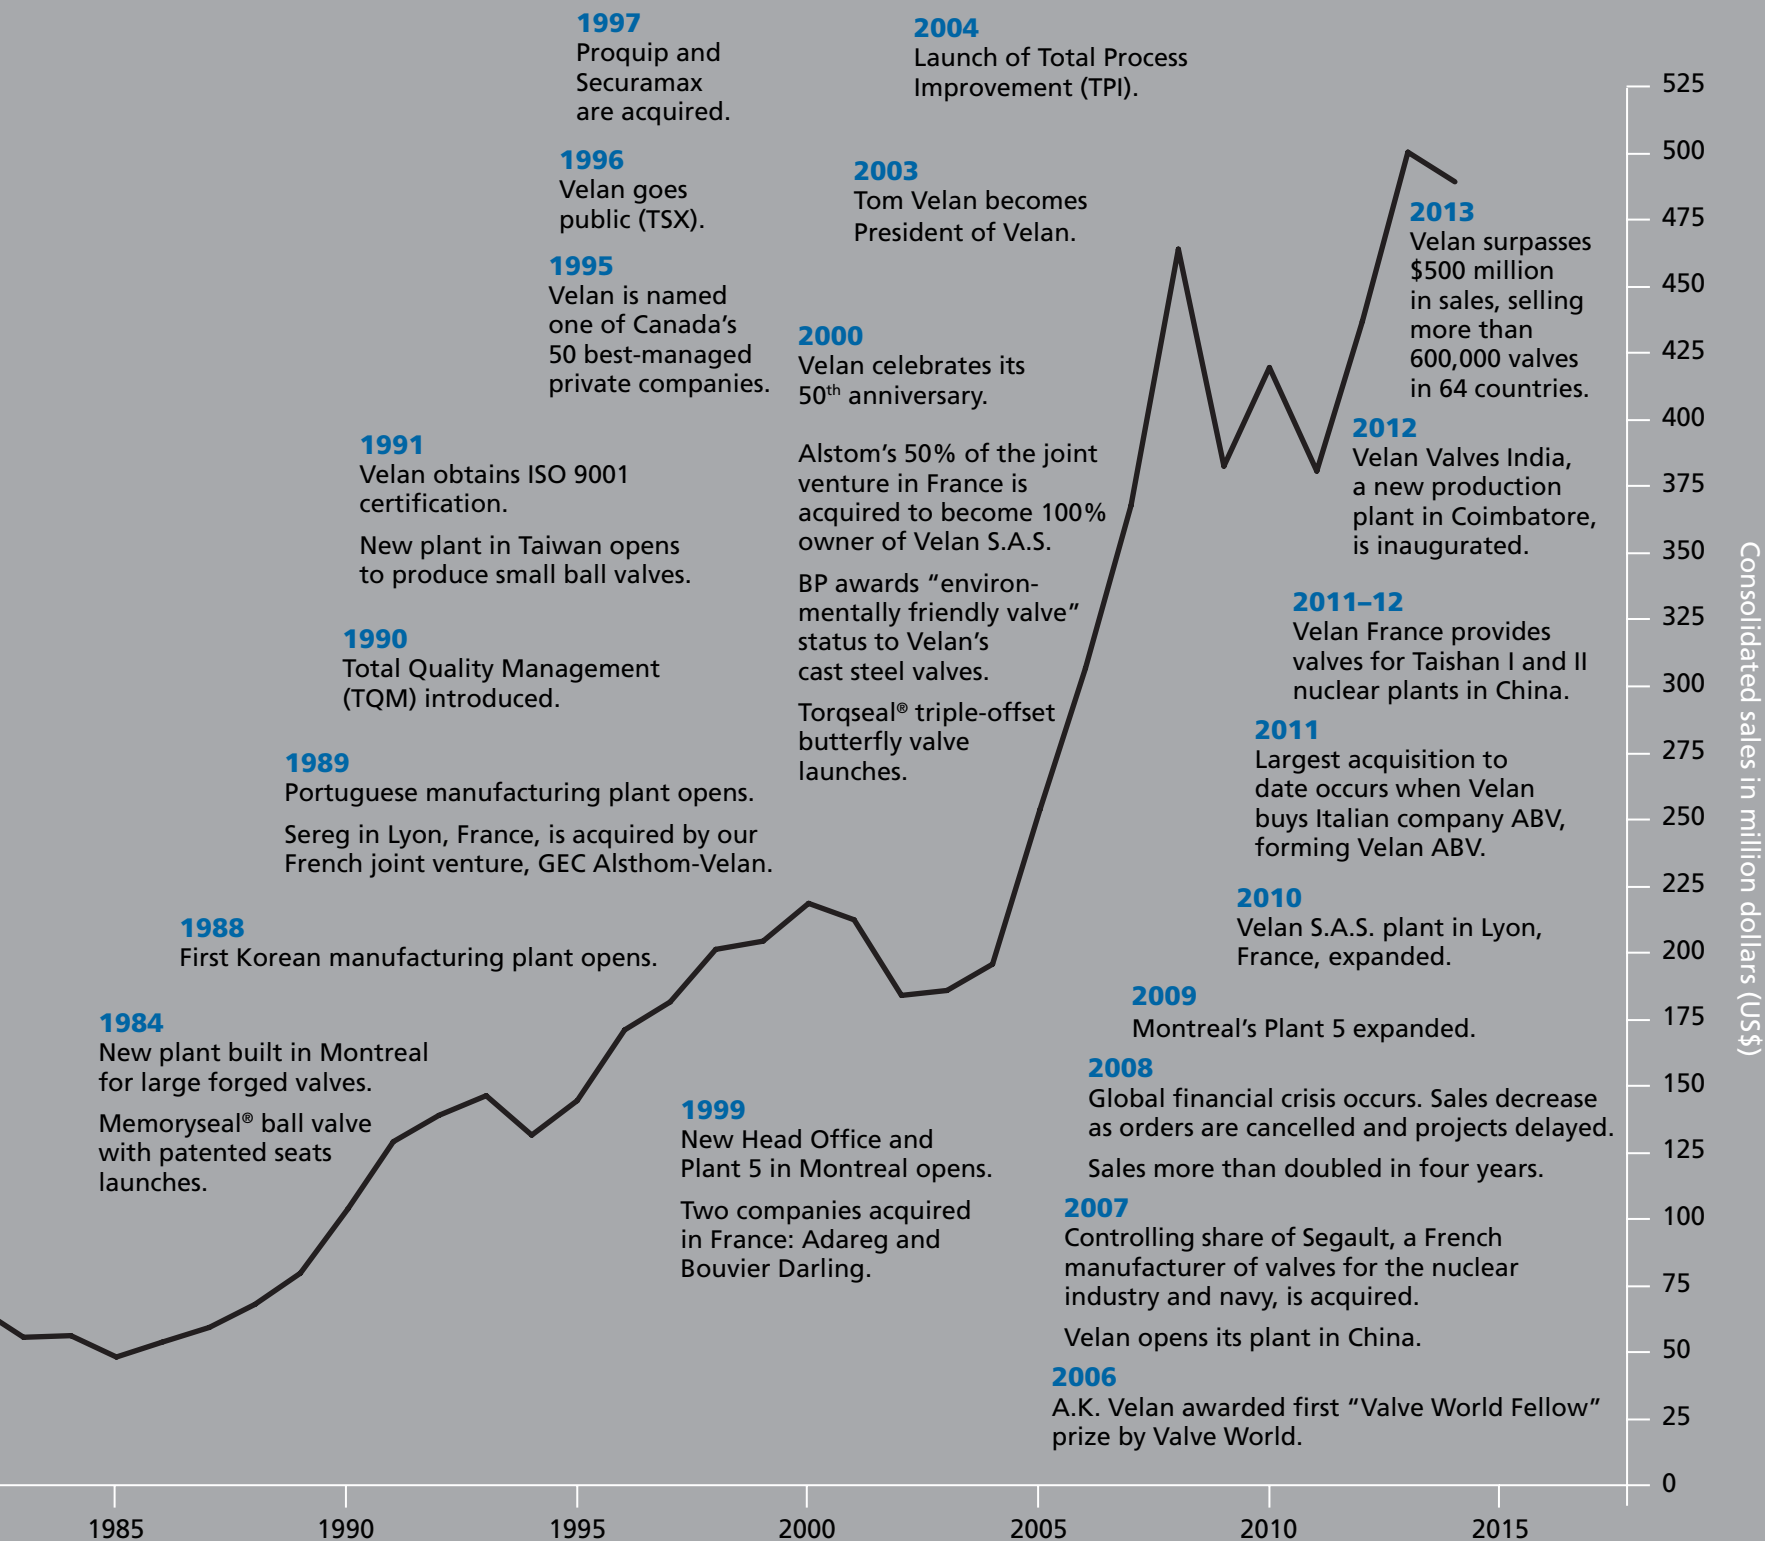 1997
Proquip and
Securamax
are acquired.
1996
Velan goes
public (TSX).
1995
Velan is named
one of Canada’s
50 best-managed
private companies.
1991
Velan obtains ISO 9001
certification.
New plant in Taiwan opens
to produce small ball valves.
1990
Total Quality Management
(TQM) introduced.
1989
Portuguese manufacturing plant opens.
Sereg in Lyon, France, is acquired by our
French joint venture, GEC Alsthom-Velan.
1988
First Korean manufacturing plant opens.
1984
New plant built in Montreal
for large forged valves.
Memoryseal® ball valve
with patented seats
launches.
2004
Launch of Total Process
Improvement (TPI).
2003
Tom Velan becomes
President of Velan.
2000
Velan celebrates its
50th anniversary.
Alstom’s 50% of the joint
venture in France is
acquired to become 100%
owner of Velan S.A.S.
BP awards “environ-
mentally friendly valve”
status to Velan’s
cast steel valves.
Torqseal® triple-offset
butterfly valve
launches.
1999
New Head Office and
Plant 5 in Montreal opens.
Two companies acquired
in France: Adareg and
Bouvier Darling.
2013
Velan surpasses
$500 million
in sales, selling
more than
600,000 valves
in 64 countries.
2012
Velan Valves India,
a new production
plant in Coimbatore,
is inaugurated.
2011–12
Velan France provides
valves for Taishan I and II
nuclear plants in China.
2011
Largest acquisition to
date occurs when Velan
buys Italian company ABV,
forming Velan ABV.
2010
Velan S.A.S. plant in Lyon,
France, expanded.
2009
Montreal’s Plant 5 expanded.
2008
Global financial crisis occurs. Sales decrease
as orders are cancelled and projects delayed.
Sales more than doubled in four years.
2007
Controlling share of Segault, a French
manufacturer of valves for the nuclear
industry and navy, is acquired.
Velan opens its plant in China.
2006
A.K. Velan awarded first “Valve World Fellow”
prize by Valve World.
525
500
475
450
425
400
375
350
325
300
275
250
225
200
175
150
125
100
75
50
25
0
Consolidated sales in million dollars (US$)
1985
1990
1995
2000
2005
2010
2015